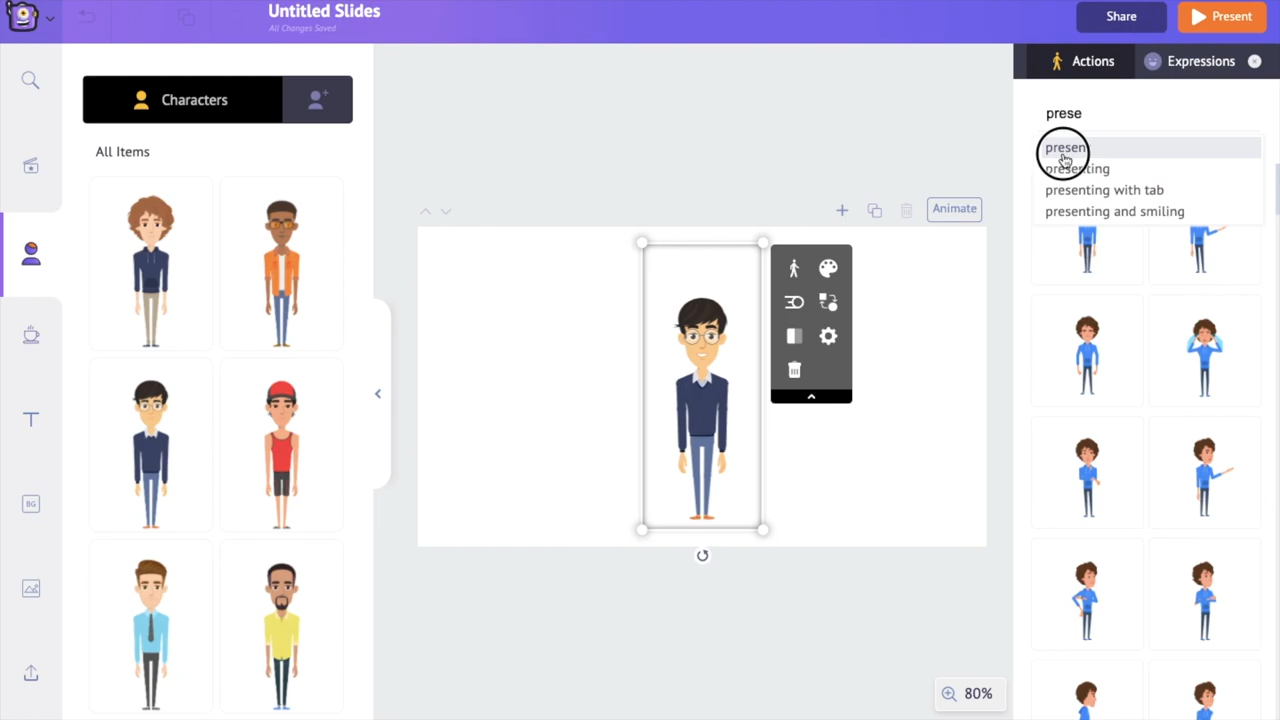 Untitled Slides
All Changes Saved
Share
Present
Characters
All Items
Animate
80%
Actions
Expressions
prese
presen
presenting
presenting with tab
presenting and smiling
T
BG